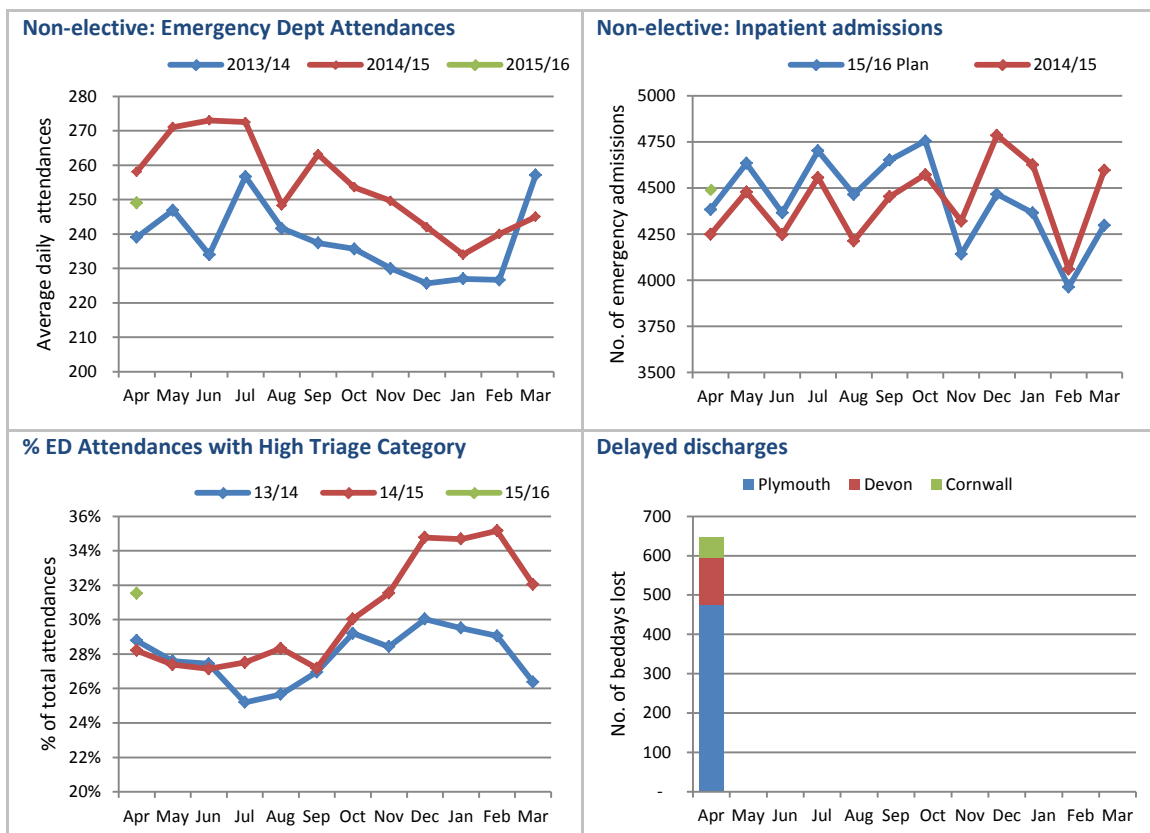 Non-elective: Emergency Dept Attendances
2013/14 2014/15 2015/16
Average daily attendances
280
270
260
250
240
230
220
210
200
Apr May Jun Jul Aug Sep Oct Nov Dec Jan Feb Mar
Non-elective: Inpatient admissions
15/16 Plan 2014/15
No. of emergency admisisions
5000
4750
4500
4250
4000
3750
3500
Apr May Jun Jul Aug Sep Oct Nov Dec Jan Feb Mar
% ED Attendances with High Triage Category
13/14 14/15 15/16
% of total attendances
36%
34%
32%
30%
28%
26%
24%
22%
20%
Apr May Jun Jul Aug Sep Oct Nov Dec Jan Feb Mar
Delayed discharges
Plymouth Devon Cornwall
No. of beddays lost
700
600
500
400
300
200
100
-
Apr May Jun Jul Aug Sep Oct Nov Dec Jan Feb Mar